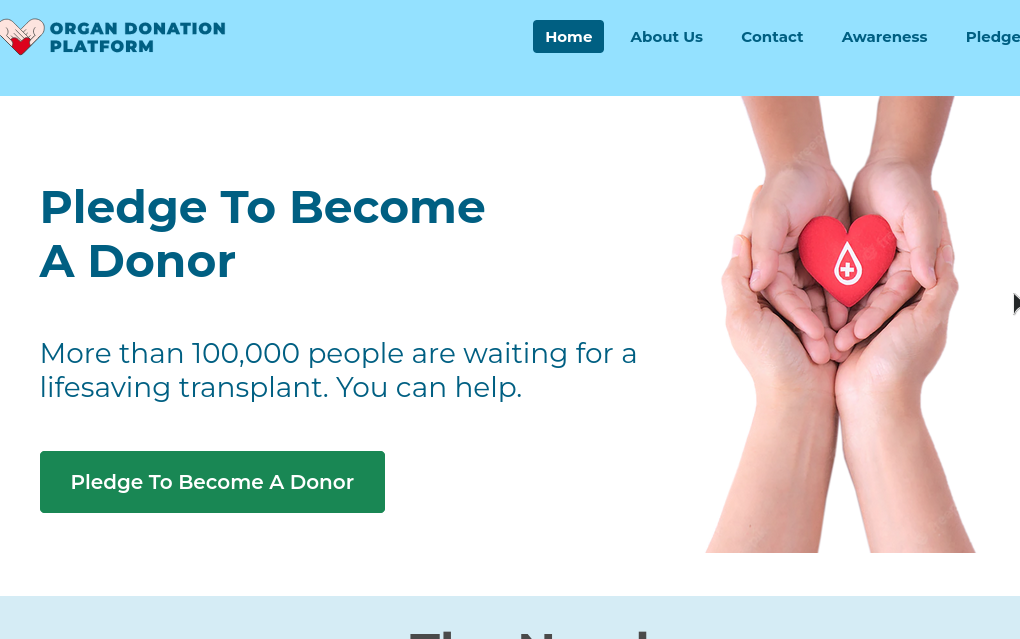 ORGAN DONATION
PLATFORM
Home
About Us
Contact
Awareness
Pledge
Pledge To Become
A Donor
More than 100,000 people are waiting for a
lifesaving transplant. You can help.
Pledge To Become A Donor